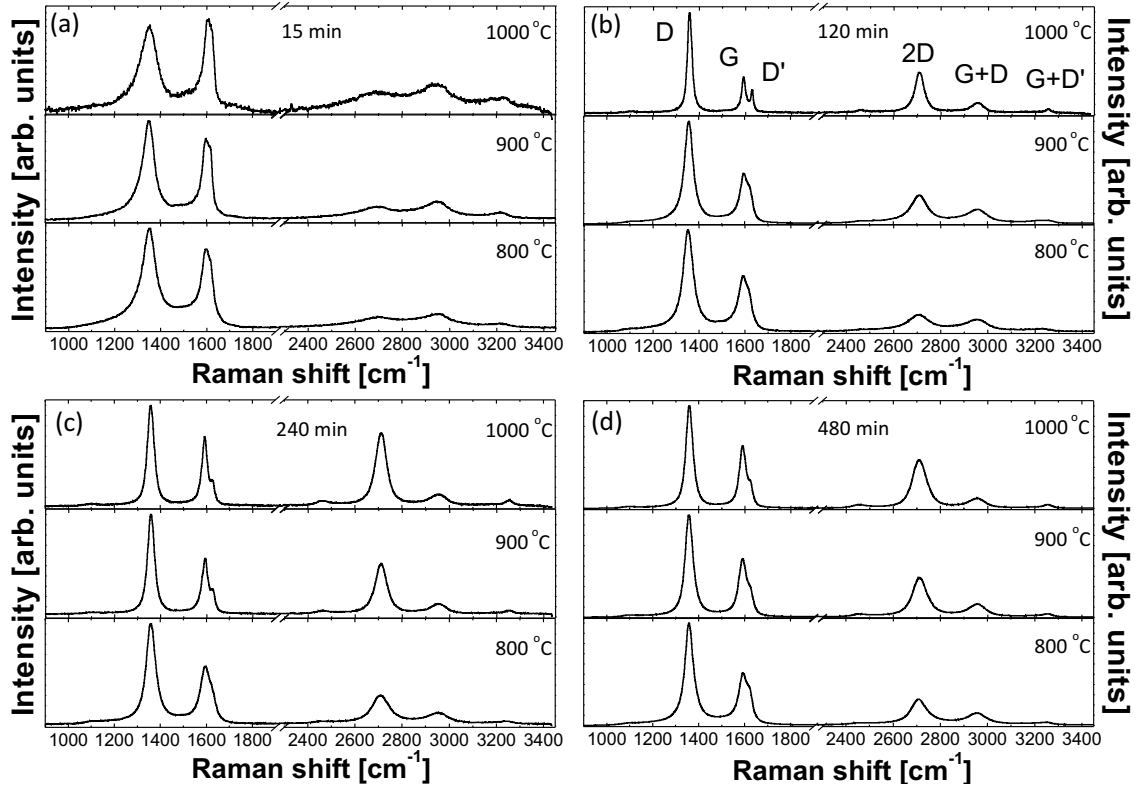 (a) 15 min 1000 °C
900 °C
800 °C
Intensity [arb. units]
1000 1200 1400 1600 1800 2400 2600 2800 3000 3200 3400
Raman shift [cm⁻¹]
(b) 120 min 1000 °C
D G D' 2D G+D G+D'
900 °C
800 °C
Intensity [arb. units]
1000 1200 1400 1600 1800 2400 2600 2800 3000 3200 3400
Raman shift [cm⁻¹]
(c) 240 min 1000 °C
900 °C
800 °C
Intensity [arb. units]
1000 1200 1400 1600 1800 2400 2600 2800 3000 3200 3400
Raman shift [cm⁻¹]
(d) 480 min 1000 °C
900 °C
800 °C
Intensity [arb. units]
1000 1200 1400 1600 1800 2400 2600 2800 3000 3200 3400
Raman shift [cm⁻¹]